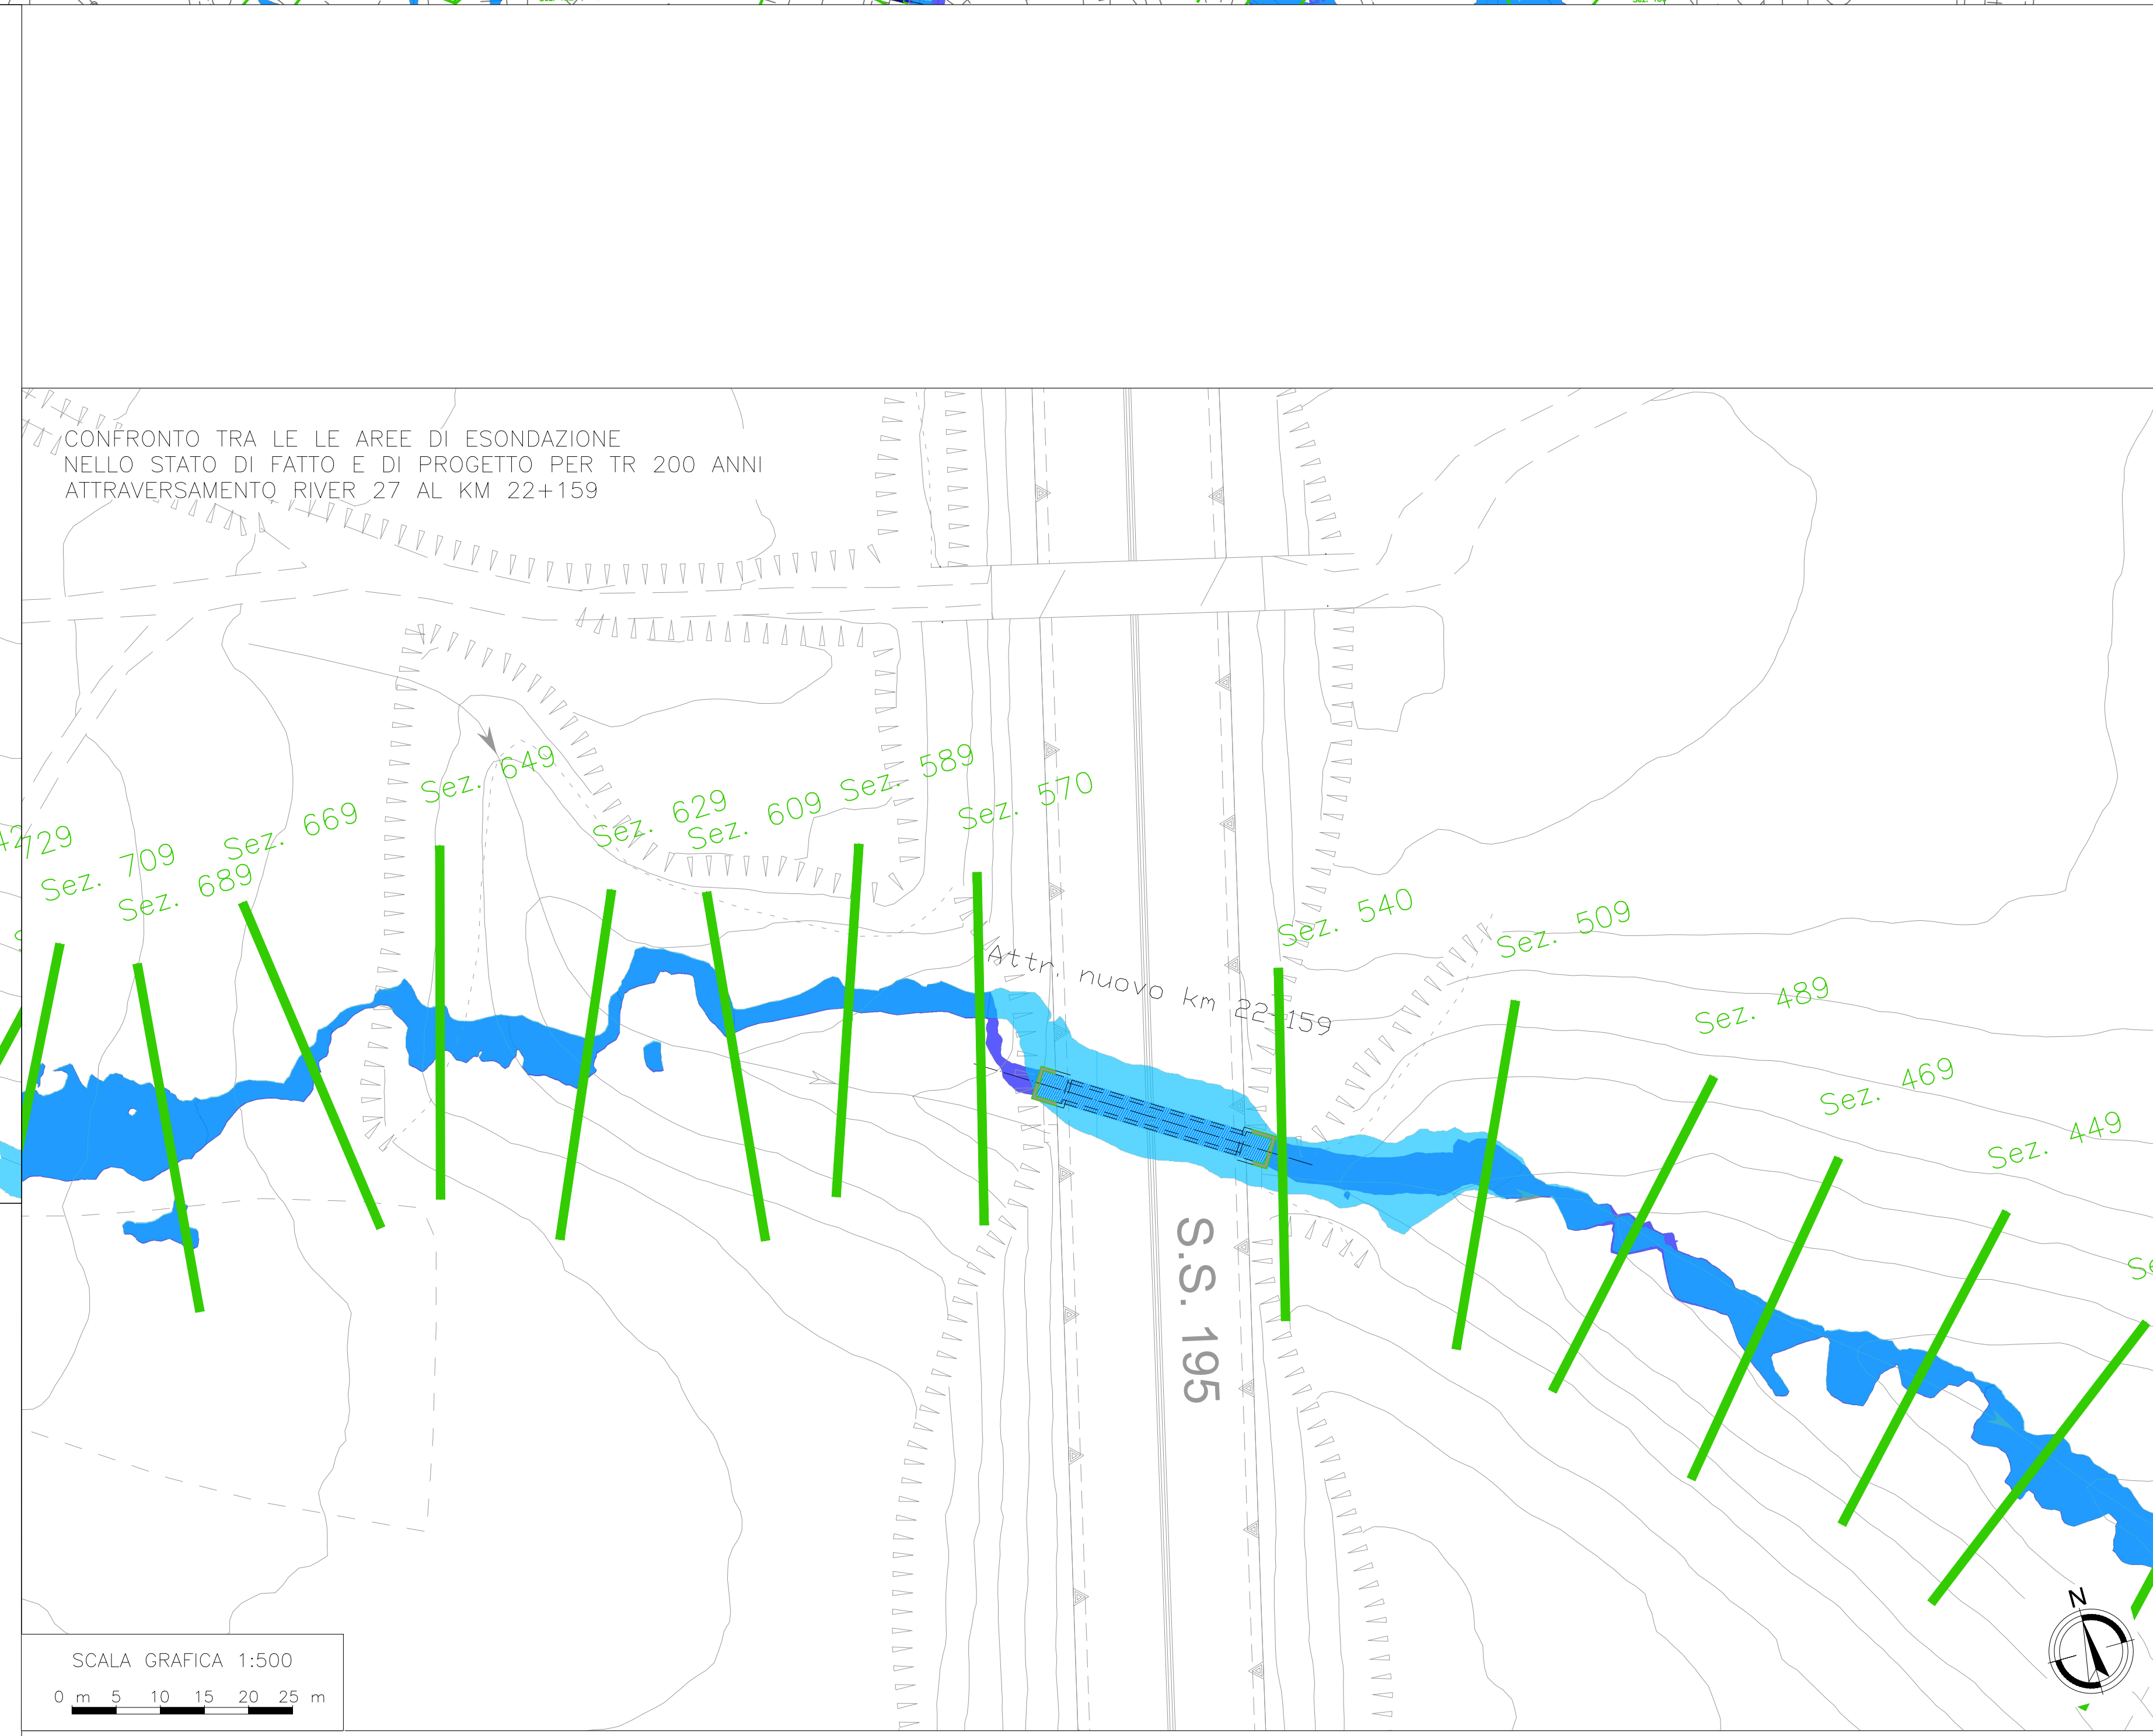 CONFRONTO TRA LE LE AREE DI ESONDAZIONE
NELLO STATO DI FATTO E DI PROGETTO PER TR 200 ANNI
ATTRAVERSAMENTO RIVER 27 AL KM 22+159
Sez. 649
Sez. 589
Sez. 570
Sez. 629
Sez. 609
Sez. 669
729
Sez. 709
Sez. 689
Sez. 540
Sez. 509
Attr. nuovo km 22+159
Sez. 489
Sez. 469
Sez. 449
S.S. 195
N
SCALA GRAFICA 1:500
0 m 5 10 15 20 25 m